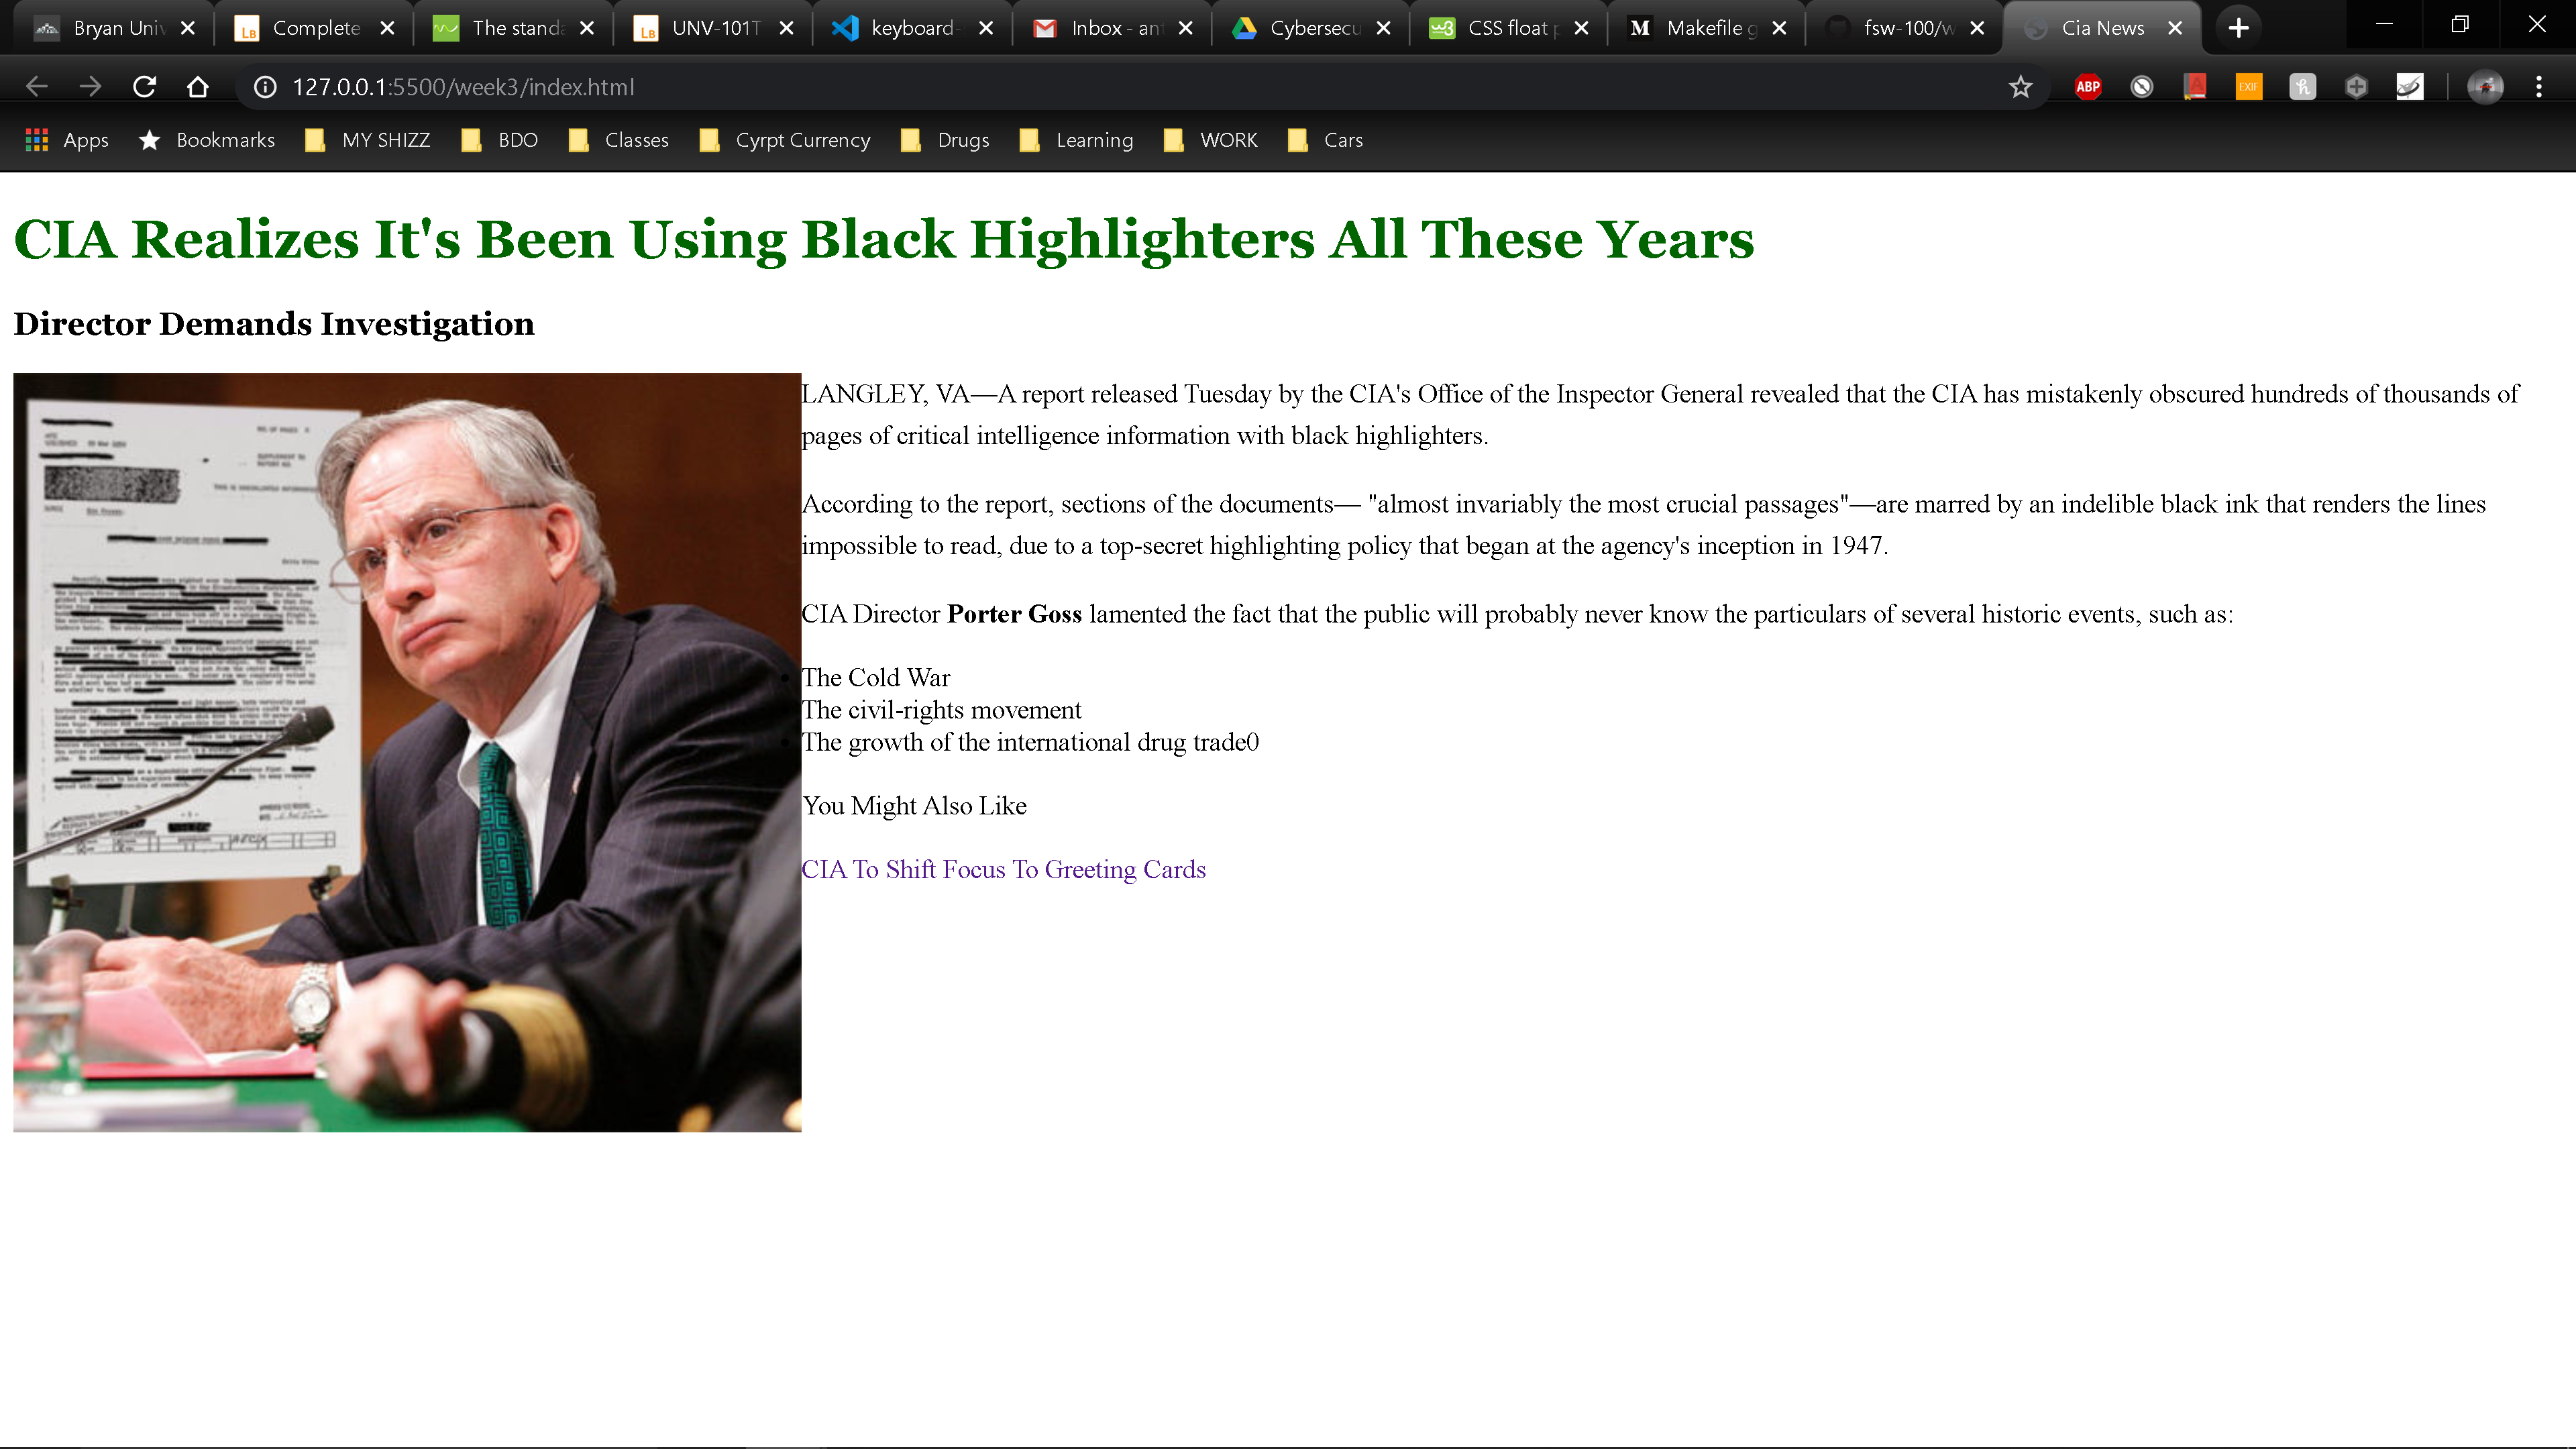 Bryan Univ
Complete
The standa
UNV-101T
keyboard-
Inbox - ant
Cybersecu
CSS float p
Makefile g
fsw-100/w
Cia News
127.0.0.1:5500/week3/index.html
ABP
EXIF
Apps
Bookmarks
MY SHIZZ
BDO
Classes
Cyrpt Currency
Drugs
Learning
WORK
Cars
CIA Realizes It's Been Using Black Highlighters All These Years
Director Demands Investigation
LANGLEY, VA—A report released Tuesday by the CIA's Office of the Inspector General revealed that the CIA has mistakenly obscured hundreds of thousands of
pages of critical intelligence information with black highlighters.
According to the report, sections of the documents— "almost invariably the most crucial passages"—are marred by an indelible black ink that renders the lines
impossible to read, due to a top-secret highlighting policy that began at the agency's inception in 1947.
CIA Director Porter Goss lamented the fact that the public will probably never know the particulars of several historic events, such as:
The Cold War
The civil-rights movement
The growth of the international drug trade0
You Might Also Like
CIA To Shift Focus To Greeting Cards